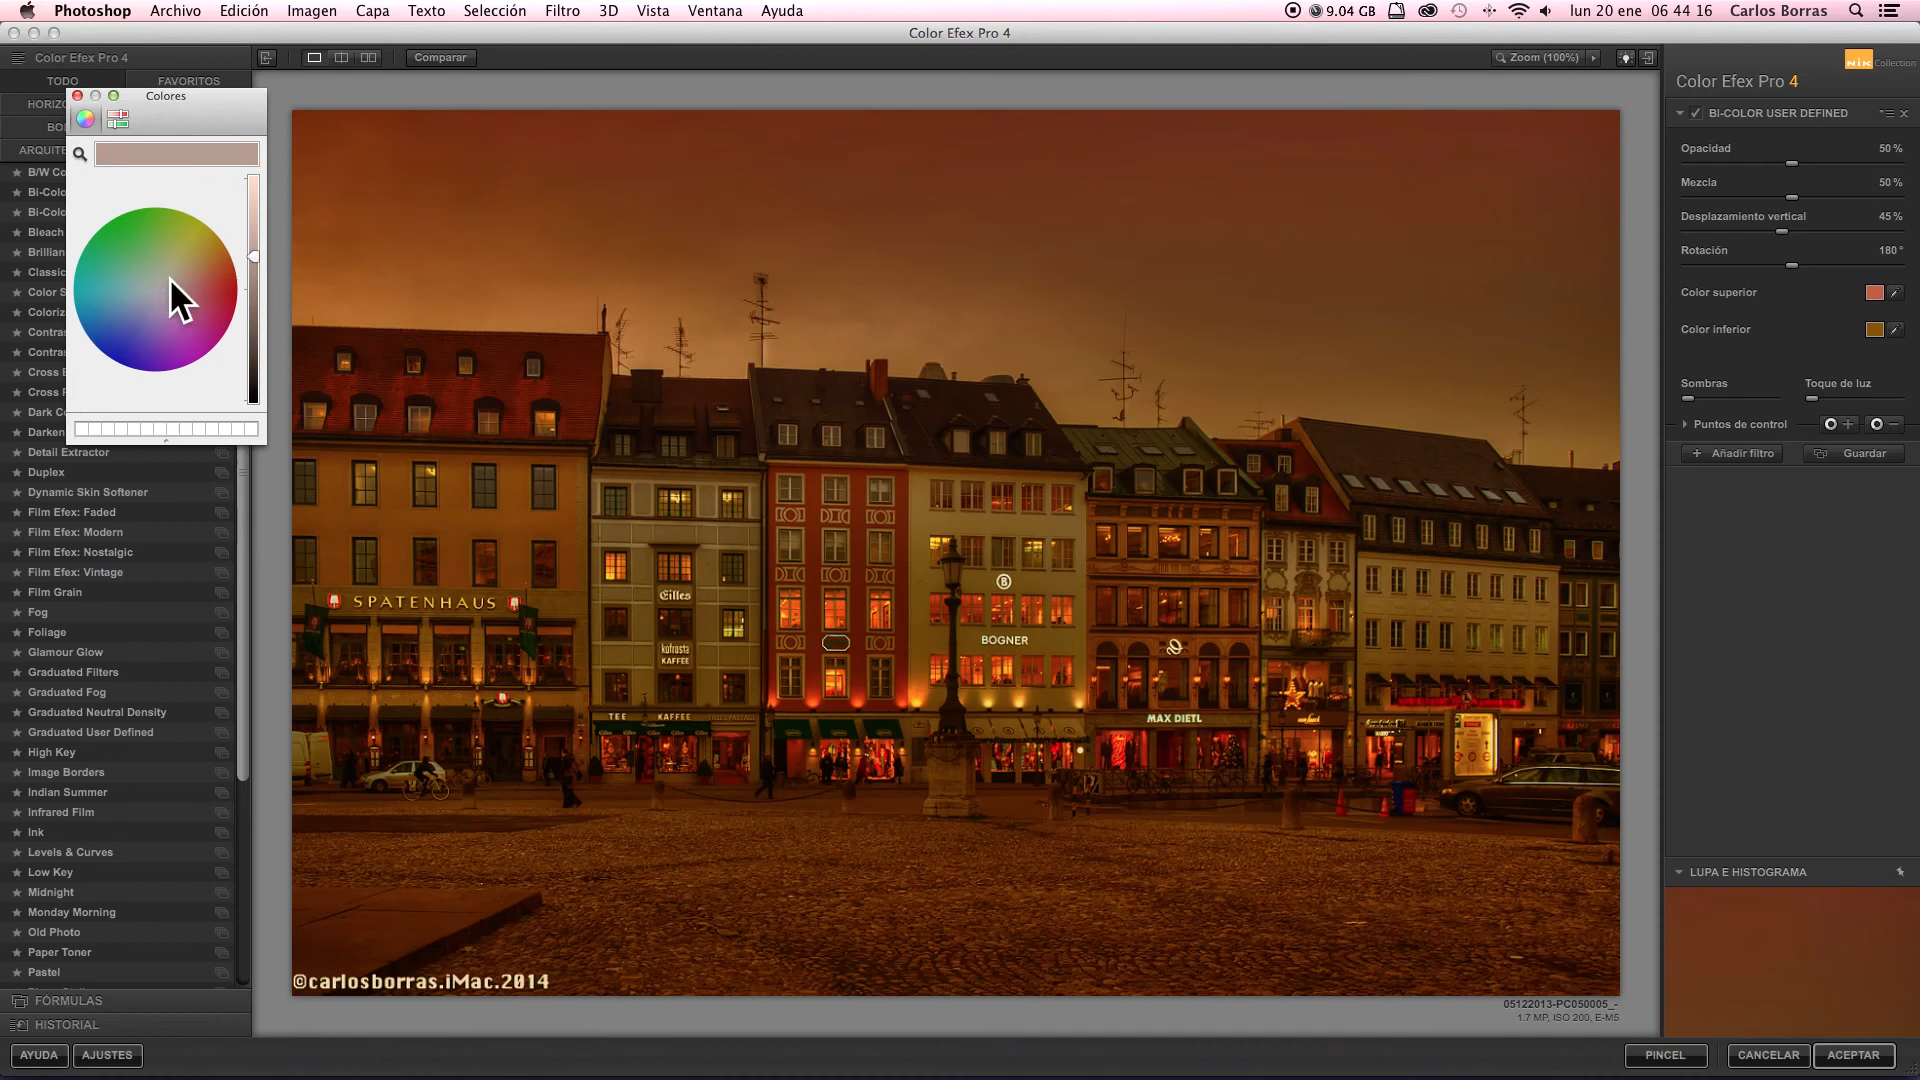 Photoshop Archivo Edición Imagen Capa Texto Selección Filtro 3D Vista Ventana Ayuda 9.04 GB lun 20 ene 06 44 16 Carlos Borras
Color Efex Pro 4
Color Efex Pro 4
Comparar
Zoom (100%)
TODO FAVORITOS
HORIZO
BO
ARQUITE
Colores
B/W Co
Bi-Colo
Bi-Colo
Bleach
Brillian
Classic
Color S
Coloriz
Contras
Contras
Cross B
Cross P
Dark Co
Darken
Detail Extractor
Duplex
Dynamic Skin Softener
Film Efex: Faded
Film Efex: Modern
Film Efex: Nostalgic
Film Efex: Vintage
Film Grain
Fog
Foliage
Glamour Glow
Graduated Filters
Graduated Fog
Graduated Neutral Density
Graduated User Defined
High Key
Image Borders
Indian Summer
Infrared Film
Ink
Levels & Curves
Low Key
Midnight
Monday Morning
Old Photo
Paper Toner
Pastel
FÓRMULAS
HISTORIAL
AYUDA AJUSTES
SPATENHAUS
Eilles
kofrosta
KAFFEE
TEE KAFFEE
B
BOGNER
MAX DIETL
©carlosborras.iMac.2014
05122013-PC050005_-
1.7 MP, ISO 200, E-M5
nik Collection
Color Efex Pro 4
BI-COLOR USER DEFINED
Opacidad 50 %
Mezcla 50 %
Desplazamiento vertical 45 %
Rotación 180 °
Color superior
Color inferior
Sombras Toque de luz
Puntos de control
Añadir filtro Guardar
LUPA E HISTOGRAMA
PINCEL CANCELAR ACEPTAR